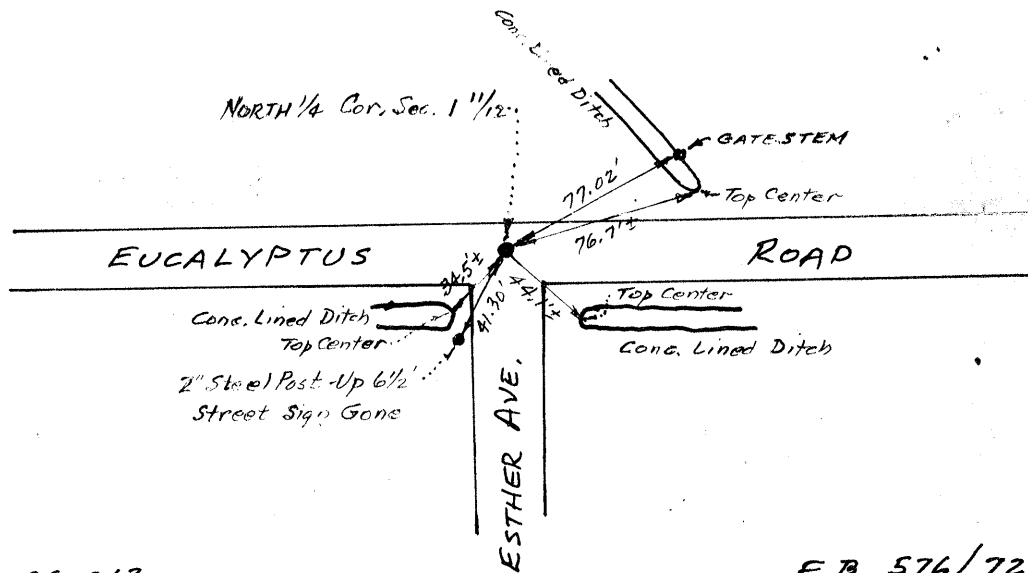 Conc. Lined Ditch
NORTH 1/4 Cor, Sec. 1 11/12
GATE STEM
77.02'
Top Center
76.7'±
EUCALYPTUS
ROAD
34.5'±
41.30'
44.1'±
Top Center
Conc. Lined Ditch
Top Center
Conc. Lined Ditch
2" Steel Post-Up 6 1/2'
Street Sign Gone
ESTHER AVE.
F.B. 576/72